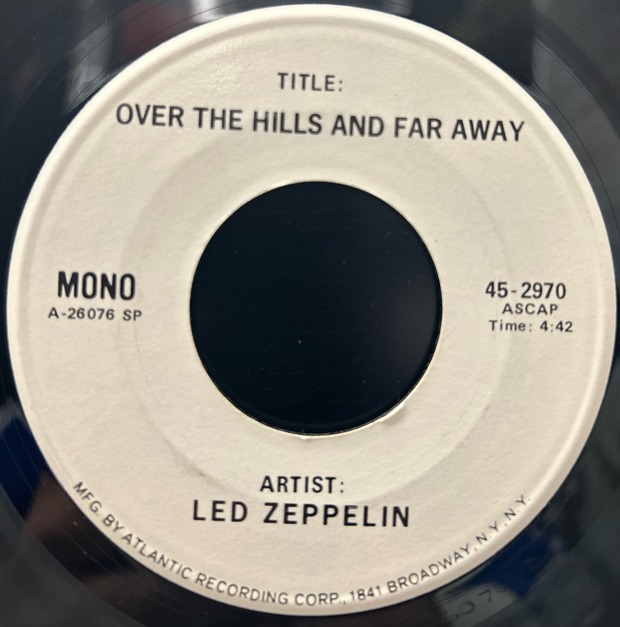 TITLE:
OVER THE HILLS AND FAR AWAY
MONO
A-26076 SP
45-2970
ASCAP
Time: 4:42
ARTIST:
LED ZEPPELIN
MFG. BY ATLANTIC RECORDING CORP., 1841 BROADWAY, N.Y., N.Y.